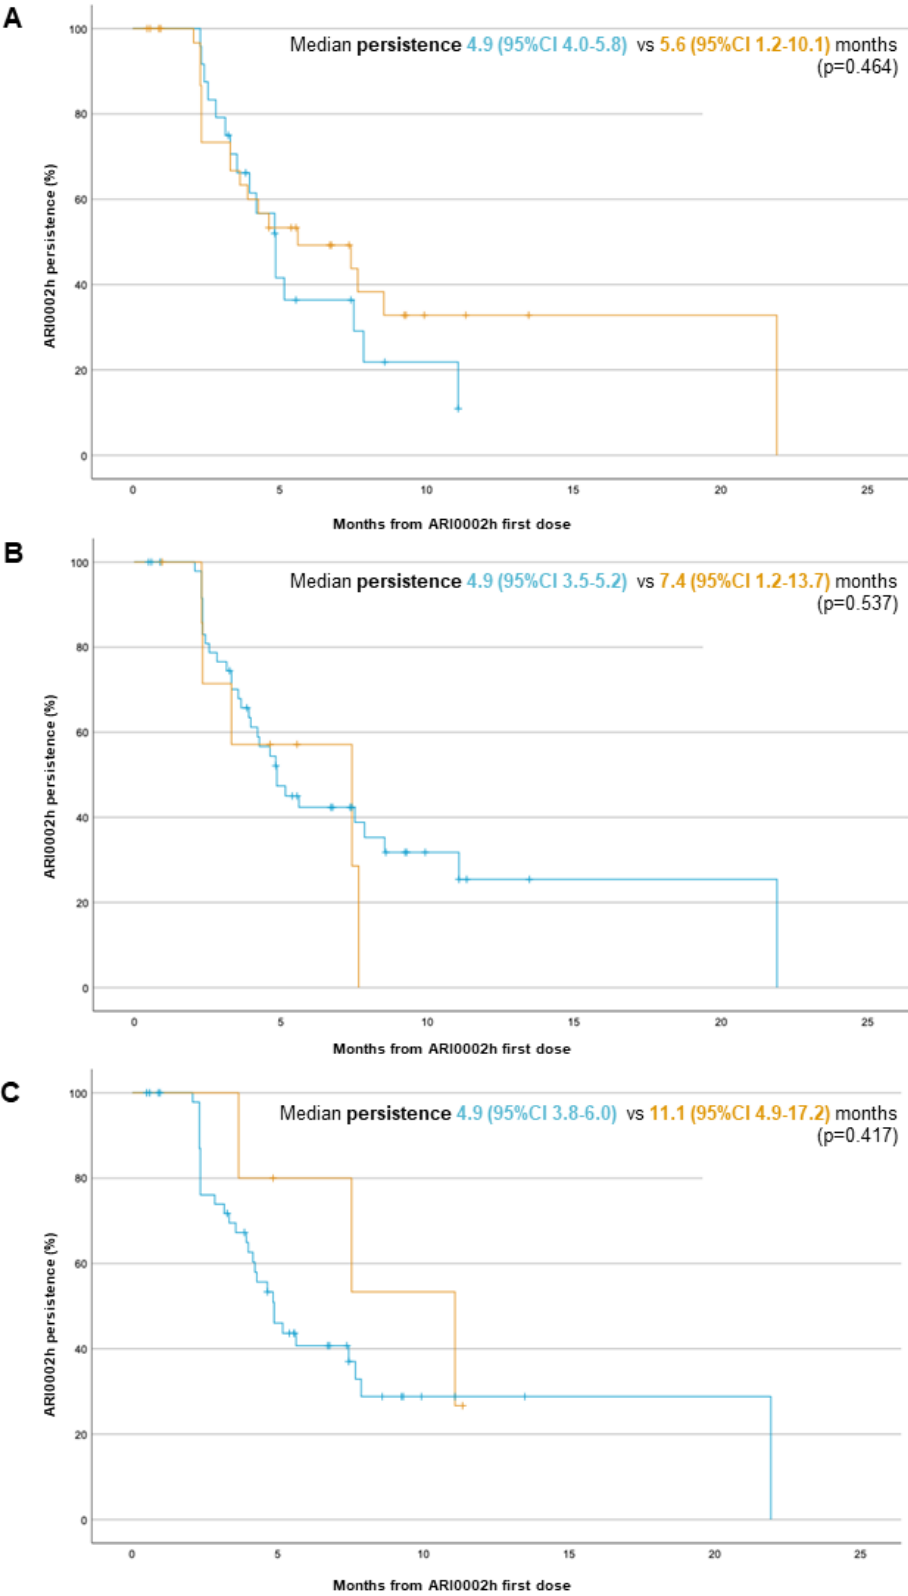 A
Median persistence 4.9 (95%CI 4.0-5.8) vs 5.6 (95%CI 1.2-10.1) months
(p=0.464)
100
80
60
40
20
0
ARI0002h persistence (%)
0 5 10 15 20 25
Months from ARI0002h first dose
B
Median persistence 4.9 (95%CI 3.5-5.2) vs 7.4 (95%CI 1.2-13.7) months
(p=0.537)
100
80
60
40
20
0
ARI0002h persistence (%)
0 5 10 15 20 25
Months from ARI0002h first dose
C
Median persistence 4.9 (95%CI 3.8-6.0) vs 11.1 (95%CI 4.9-17.2) months
(p=0.417)
100
80
60
40
20
0
ARI0002h persistence (%)
0 5 10 15 20 25
Months from ARI0002h first dose